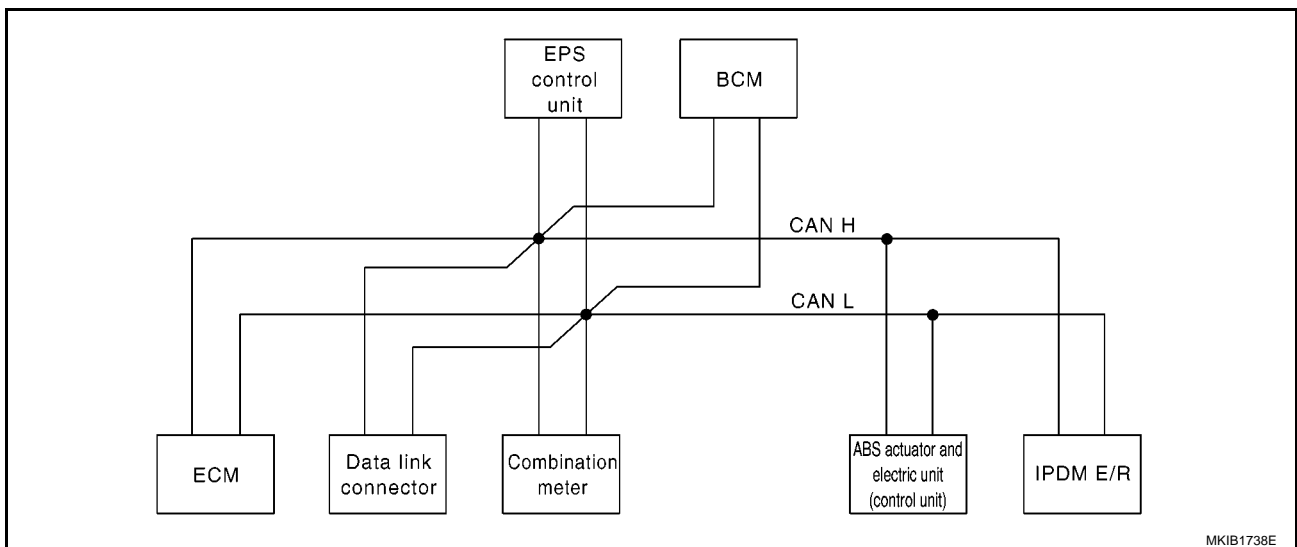 EPS
control
unit
BCM
CAN H
CAN L
ECM
Data link
connector
Combination
meter
ABS actuator and
electric unit
(control unit)
IPDM E/R
MKIB1738E